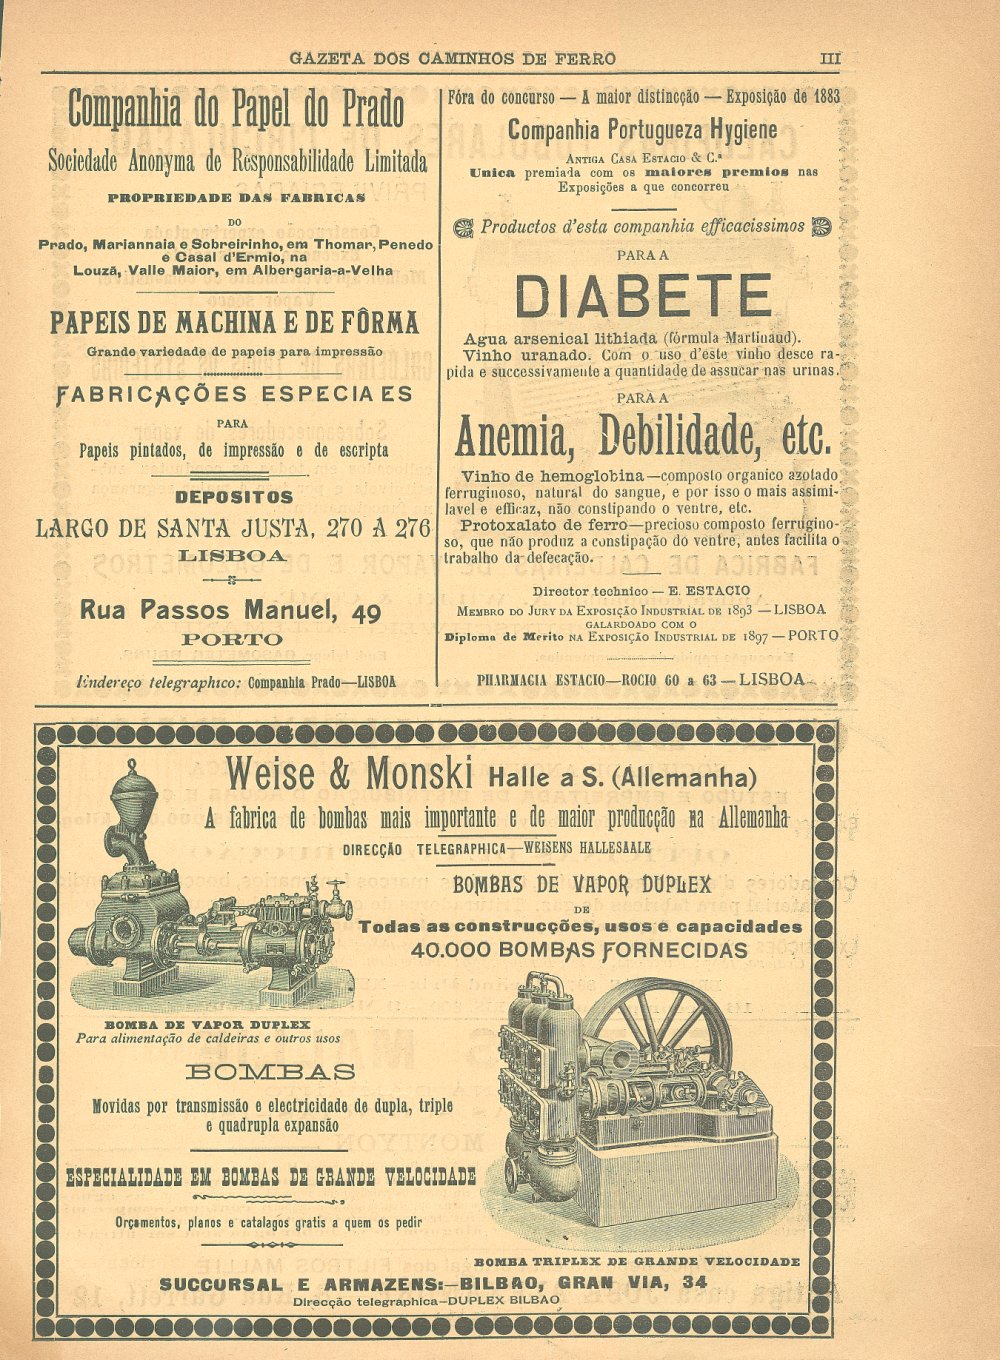 GAZETA DOS CAMINHOS DE FERRO III
Companhia do Papel do Prado
Sociedade Anonyma de Responsabilidade Limitada
PROPRIEDADE DAS FABRICAS
DO
Prado, Mariannaia e Sobreirinho, em Thomar, Penedo
e Casal d'Ermio, na
Louzã, Valle Maior, em Albergaria-a-Velha
PAPEIS DE MACHINA E DE FÔRMA
Grande variedade de papeis para impressão
FABRICAÇÕES ESPECIAES
PARA
Papeis pintados, de impressão e de escripta
DEPOSITOS
LARGO DE SANTA JUSTA, 270 A 276
LISBOA
Rua Passos Manuel, 49
PORTO
Endereço telegraphico: Companhia Prado—LISBOA
Fóra do concurso — A maior distincção — Exposição de 1883
Companhia Portugueza Hygiene
ANTIGA CASA ESTACIO & C.ª
Unica premiada com os maiores premios nas
Exposições a que concorreu
Productos d'esta companhia efficacissimos
PARA A
DIABETE
Agua arsenical lithiada (fórmula Martinaud).
Vinho uranado. Com o uso d'éste vinho desce ra-
pida e successivamente a quantidade de assucar nas urinas.
PARA A
Anemia, Debilidade, etc.
Vinho de hemoglobina—composto organico azotado
ferruginoso, natural do sangue, e por isso o mais assimi-
lavel e efficaz, não constipando o ventre, etc.
Protoxalato de ferro—precioso composto ferrugino-
so, que não produz a constipação do ventre, antes facilita o
trabalho da defecação.
Director technico — E. ESTACIO
MEMBRO DO JURY DA EXPOSIÇÃO INDUSTRIAL DE 1893 — LISBOA
GALARDOADO COM O
Diploma de Merito NA EXPOSIÇÃO INDUSTRIAL DE 1897 — PORTO
PHARMACIA ESTACIO—ROCIO 60 a 63 — LISBOA
Weise & Monski Halle a S. (Allemanha)
A fabrica de bombas mais importante e de maior producção na Allemanha
DIRECÇÃO TELEGRAPHICA—WEISENS HALLESAALE
BOMBAS DE VAPOR DUPLEX
DE
Todas as construcções, usos e capacidades
40.000 BOMBAS FORNECIDAS
BOMBA DE VAPOR DUPLEX
Para alimentação de caldeiras e outros usos
BOMBAS
Movidas por transmissão e electricidade de dupla, triple
e quadrupla expansão
ESPECIALIDADE EM BOMBAS DE GRANDE VELOCIDADE
Orçamentos, planos e catalagos gratis a quem os pedir
BOMBA TRIPLEX DE GRANDE VELOCIDADE
SUCCURSAL E ARMAZENS:—BILBAO, GRAN VIA, 34
Direcção telegraphica—DUPLEX BILBAO